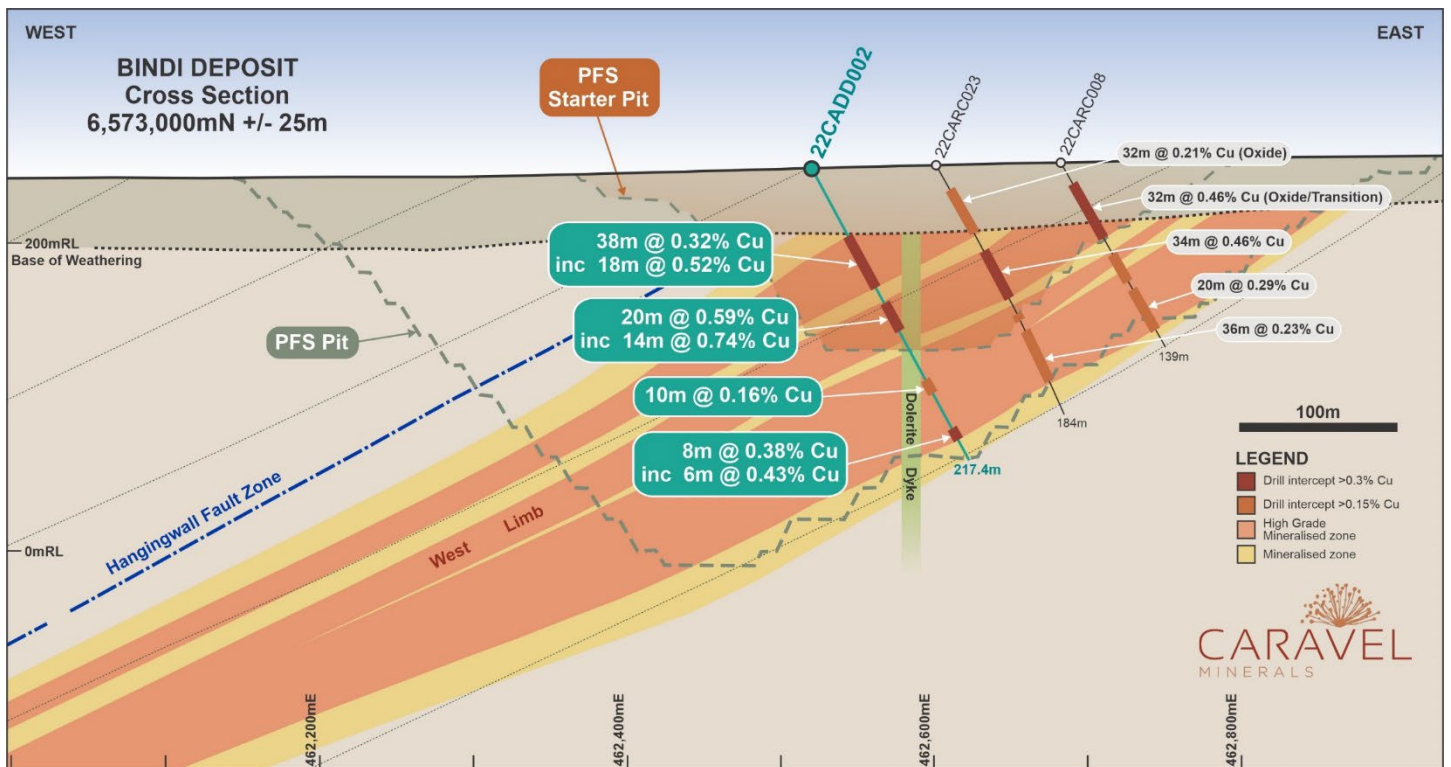 WEST
EAST
BINDI DEPOSIT
Cross Section
6,573,000mN +/- 25m
PFS
Starter Pit
22CADD002
22CARC023
22CARC008
32m @ 0.21% Cu (Oxide)
32m @ 0.46% Cu (Oxide/Transition)
34m @ 0.46% Cu
20m @ 0.29% Cu
36m @ 0.23% Cu
200mRL
Base of Weathering
38m @ 0.32% Cu
inc 18m @ 0.52% Cu
20m @ 0.59% Cu
inc 14m @ 0.74% Cu
10m @ 0.16% Cu
8m @ 0.38% Cu
inc 6m @ 0.43% Cu
PFS Pit
139m
184m
217.4m
Dolerite Dyke
Hangingwall Fault Zone
West Limb
0mRL
100m
LEGEND
Drill intercept >0.3% Cu
Drill intercept >0.15% Cu
High Grade
Mineralised zone
Mineralised zone
CARAVEL
MINERALS
462,200mE
462,400mE
462,600mE
462,800mE